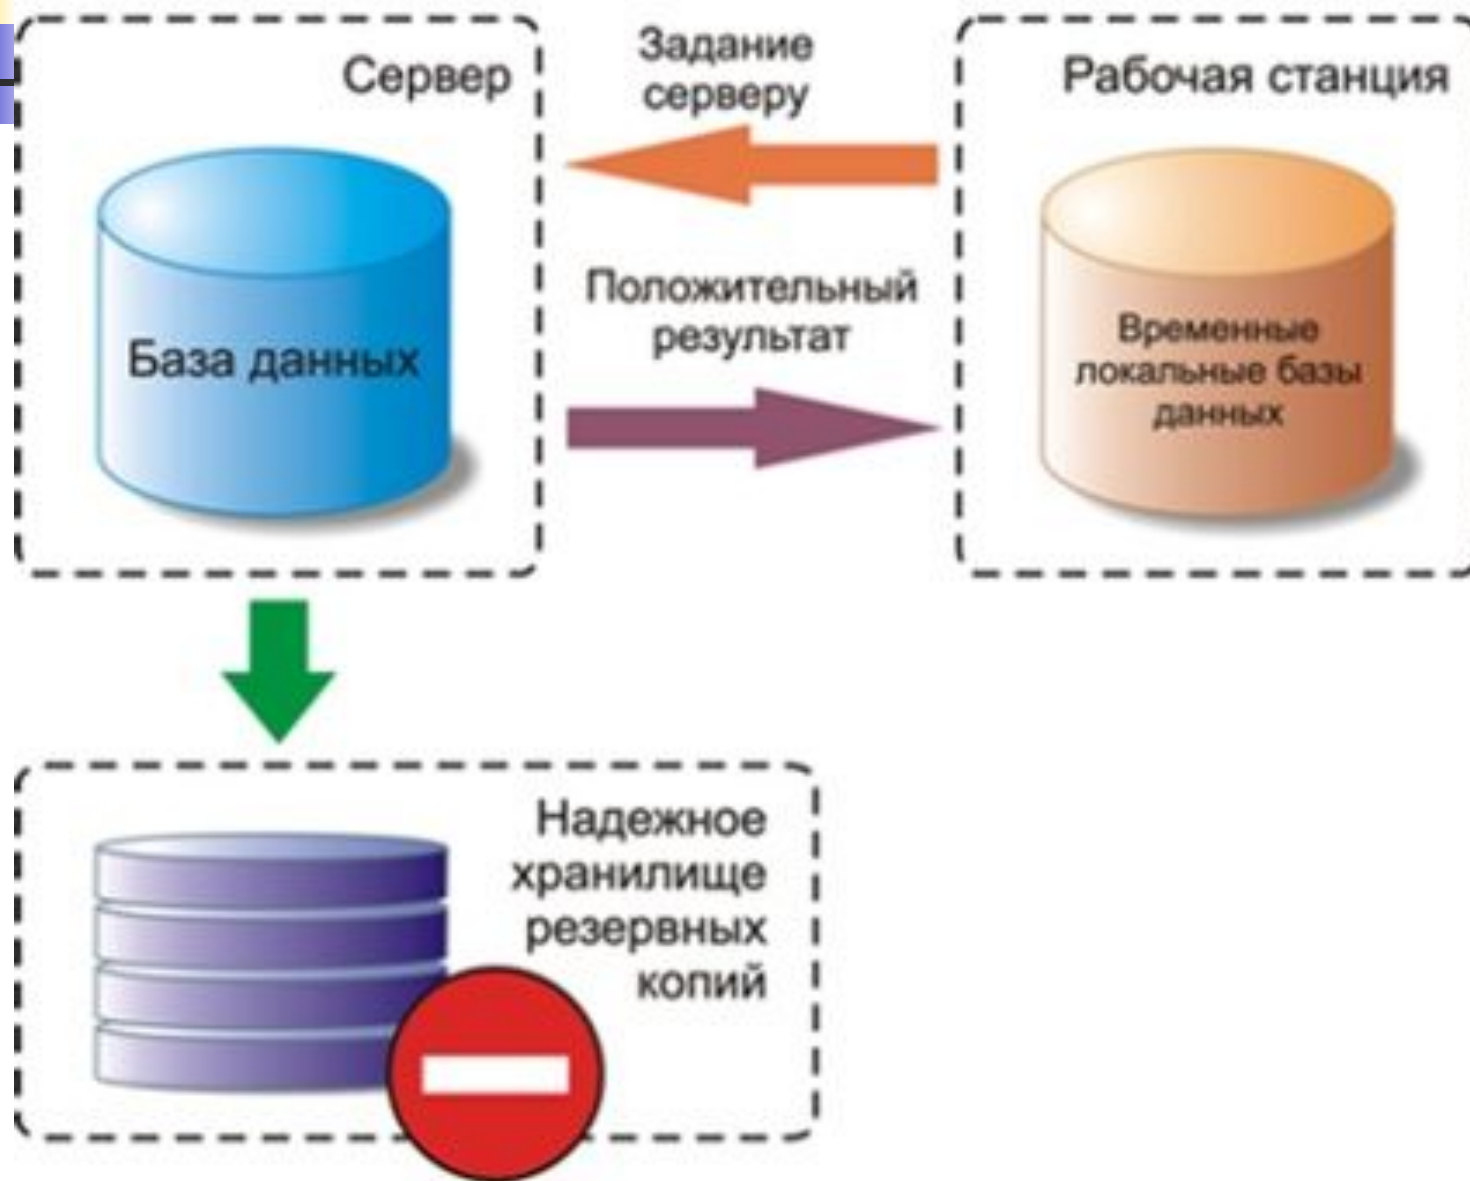 Сервер
База данных
Задание
серверу
Положительный
результат
Рабочая станция
Временные
локальные базы
данных
Надежное
хранилище
резервных
копий